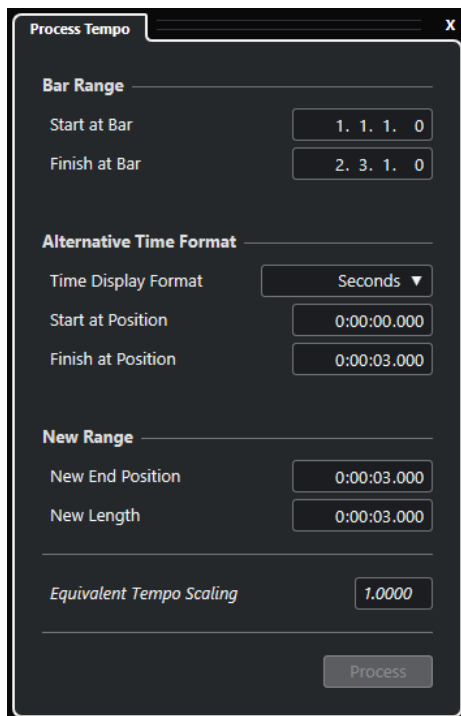 Process Tempo
X
Bar Range
Start at Bar 1. 1. 1. 0
Finish at Bar 2. 3. 1. 0
Alternative Time Format
Time Display Format Seconds ▼
Start at Position 0:00:00.000
Finish at Position 0:00:03.000
New Range
New End Position 0:00:03.000
New Length 0:00:03.000
Equivalent Tempo Scaling 1.0000
Process